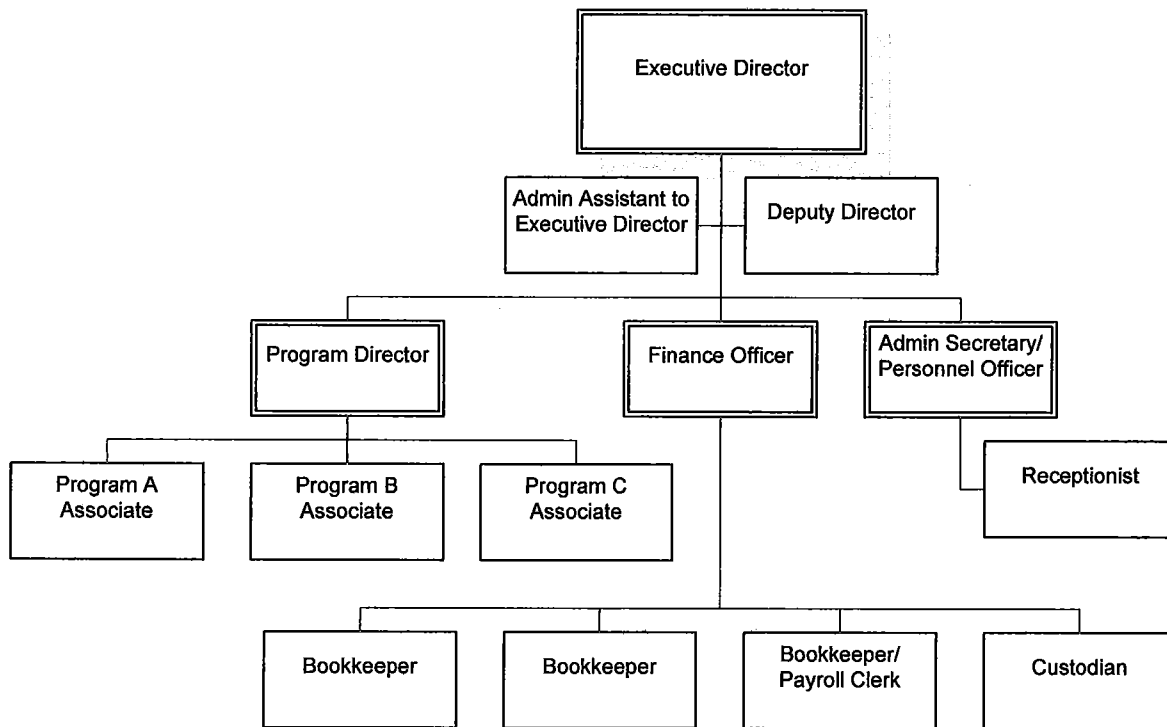 Executive Director
Admin Assistant to
Executive Director
Deputy Director
Program Director
Finance Officer
Admin Secretary/
Personnel Officer
Program A
Associate
Program B
Associate
Program C
Associate
Receptionist
Bookkeeper
Bookkeeper
Bookkeeper/
Payroll Clerk
Custodian